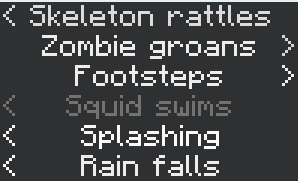 < Skeleton rattles
Zombie groans >
Footsteps >
< Squid swims
< Splashing
< Rain falls